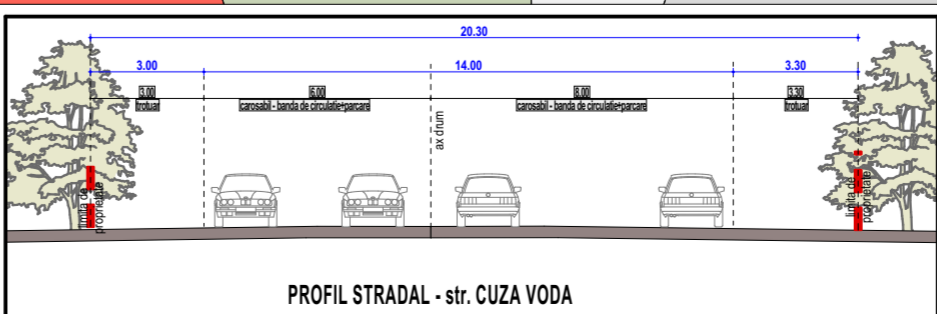 20.30
3.00 14.00 3.30
3.00 6.00 8.00 3.30
trotuar carosabil - banda de circulatie+parcare carosabil - banda de circulatie+parcare trotuar
ax drum
limita de
proprietate
limita de
proprietate
PROFIL STRADAL - str. CUZA VODA